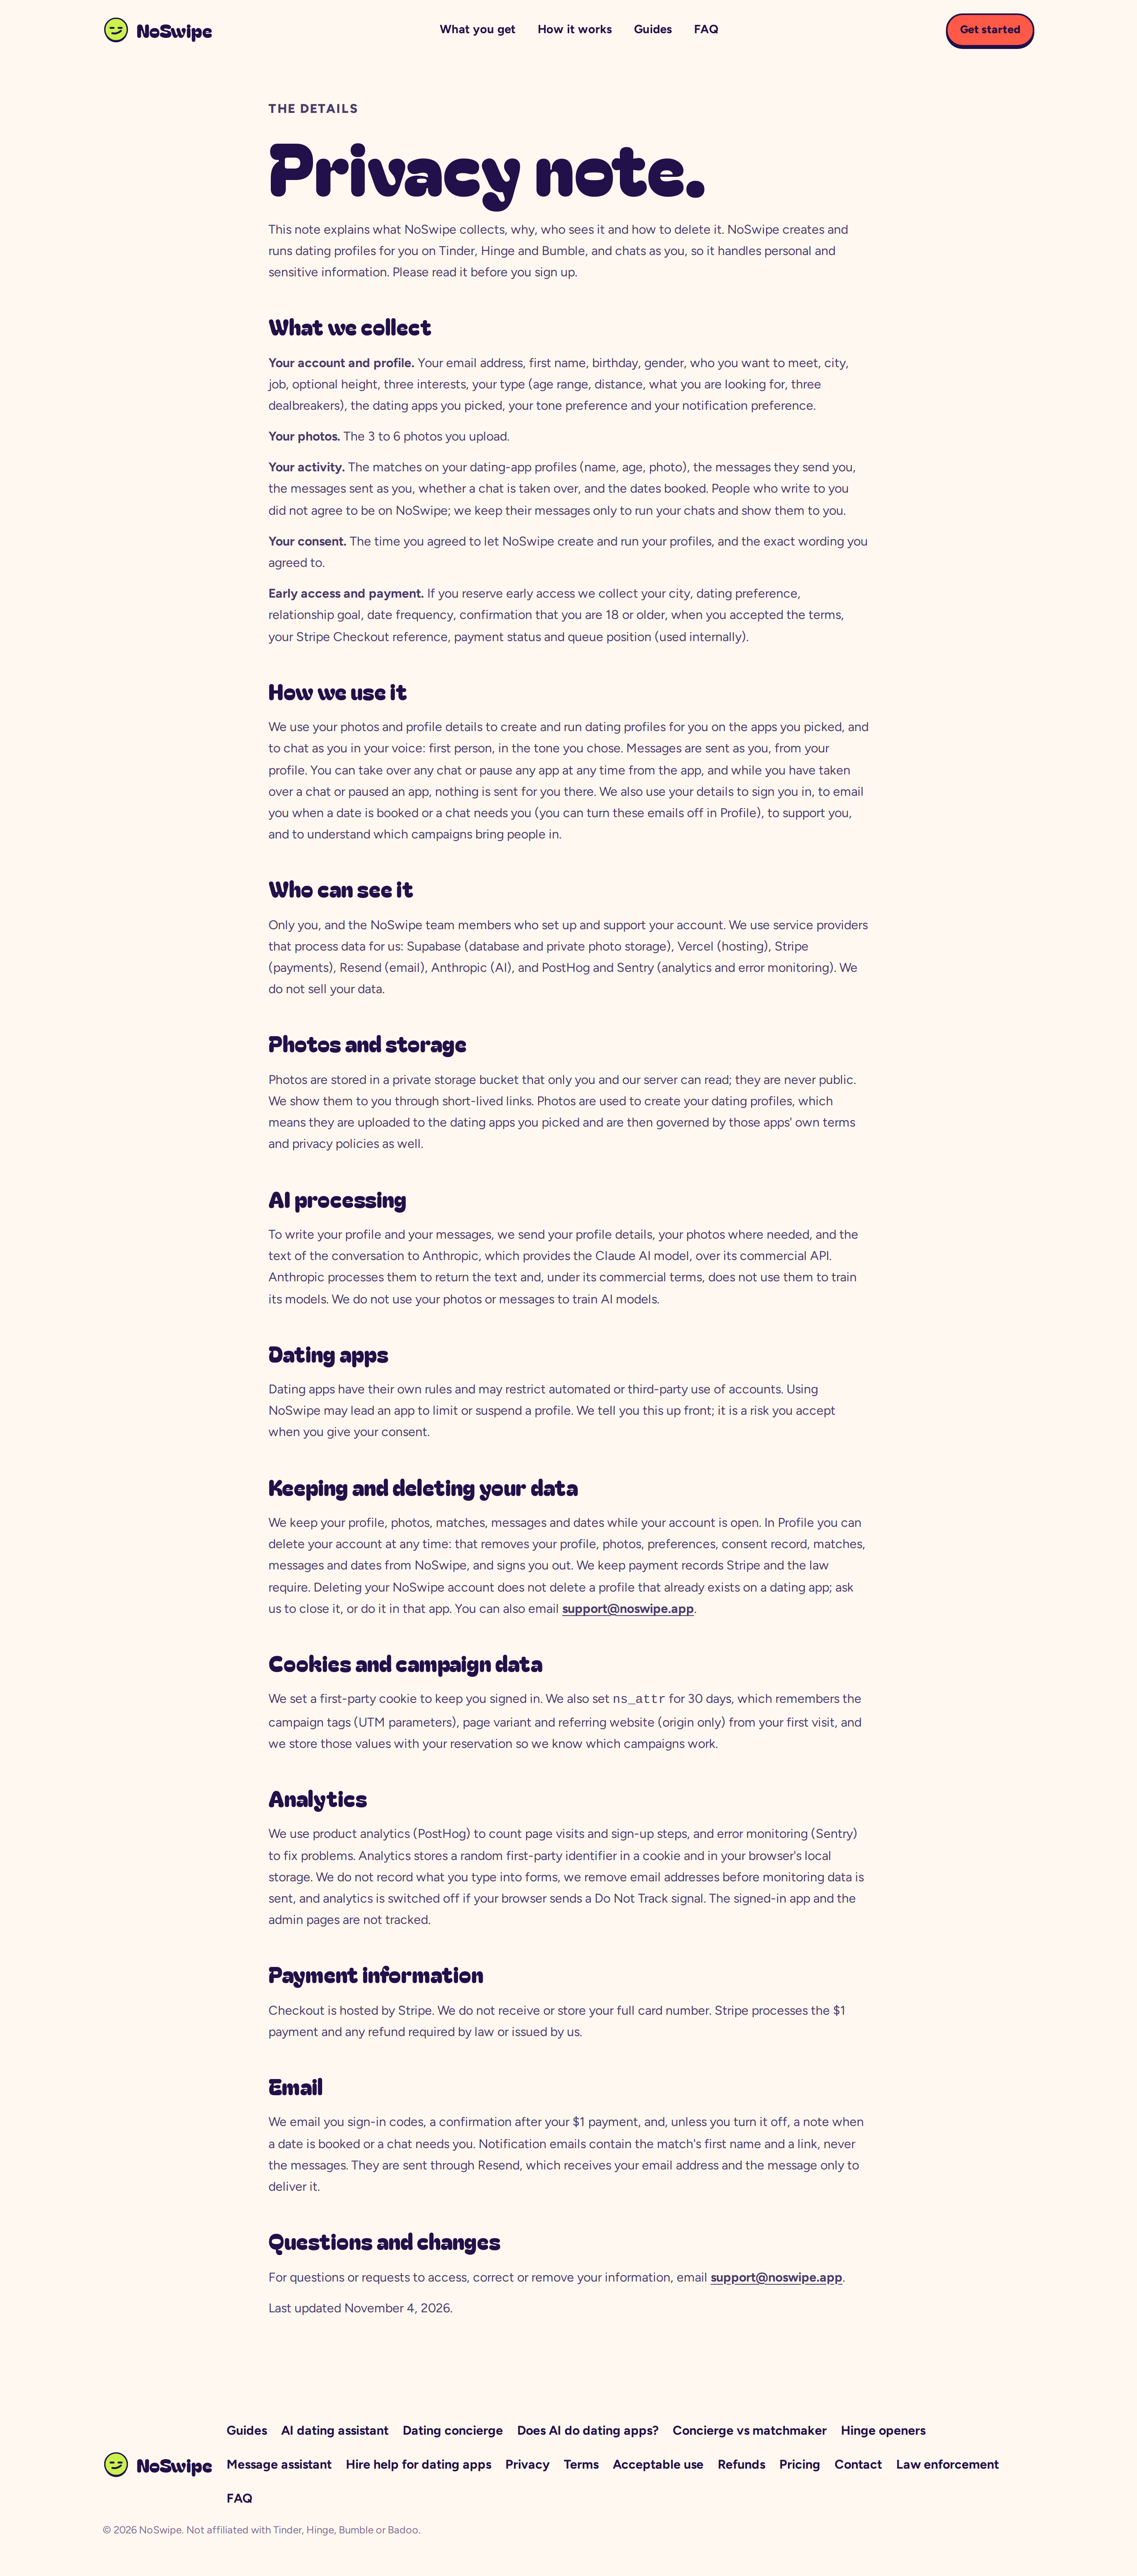 NoSwipe
What you get How it works Guides FAQ
Get started
THE DETAILS
Privacy note.
This note explains what NoSwipe collects, why, who sees it and how to delete it. NoSwipe creates and
runs dating profiles for you on Tinder, Hinge and Bumble, and chats as you, so it handles personal and
sensitive information. Please read it before you sign up.
What we collect
Your account and profile. Your email address, first name, birthday, gender, who you want to meet, city,
job, optional height, three interests, your type (age range, distance, what you are looking for, three
dealbreakers), the dating apps you picked, your tone preference and your notification preference.
Your photos. The 3 to 6 photos you upload.
Your activity. The matches on your dating-app profiles (name, age, photo), the messages they send you,
the messages sent as you, whether a chat is taken over, and the dates booked. People who write to you
did not agree to be on NoSwipe; we keep their messages only to run your chats and show them to you.
Your consent. The time you agreed to let NoSwipe create and run your profiles, and the exact wording you
agreed to.
Early access and payment. If you reserve early access we collect your city, dating preference,
relationship goal, date frequency, confirmation that you are 18 or older, when you accepted the terms,
your Stripe Checkout reference, payment status and queue position (used internally).
How we use it
We use your photos and profile details to create and run dating profiles for you on the apps you picked, and
to chat as you in your voice: first person, in the tone you chose. Messages are sent as you, from your
profile. You can take over any chat or pause any app at any time from the app, and while you have taken
over a chat or paused an app, nothing is sent for you there. We also use your details to sign you in, to email
you when a date is booked or a chat needs you (you can turn these emails off in Profile), to support you,
and to understand which campaigns bring people in.
Who can see it
Only you, and the NoSwipe team members who set up and support your account. We use service providers
that process data for us: Supabase (database and private photo storage), Vercel (hosting), Stripe
(payments), Resend (email), Anthropic (AI), and PostHog and Sentry (analytics and error monitoring). We
do not sell your data.
Photos and storage
Photos are stored in a private storage bucket that only you and our server can read; they are never public.
We show them to you through short-lived links. Photos are used to create your dating profiles, which
means they are uploaded to the dating apps you picked and are then governed by those apps' own terms
and privacy policies as well.
AI processing
To write your profile and your messages, we send your profile details, your photos where needed, and the
text of the conversation to Anthropic, which provides the Claude AI model, over its commercial API.
Anthropic processes them to return the text and, under its commercial terms, does not use them to train
its models. We do not use your photos or messages to train AI models.
Dating apps
Dating apps have their own rules and may restrict automated or third-party use of accounts. Using
NoSwipe may lead an app to limit or suspend a profile. We tell you this up front; it is a risk you accept
when you give your consent.
Keeping and deleting your data
We keep your profile, photos, matches, messages and dates while your account is open. In Profile you can
delete your account at any time: that removes your profile, photos, preferences, consent record, matches,
messages and dates from NoSwipe, and signs you out. We keep payment records Stripe and the law
require. Deleting your NoSwipe account does not delete a profile that already exists on a dating app; ask
us to close it, or do it in that app. You can also email support@noswipe.app.
Cookies and campaign data
We set a first-party cookie to keep you signed in. We also set ns_attr for 30 days, which remembers the
campaign tags (UTM parameters), page variant and referring website (origin only) from your first visit, and
we store those values with your reservation so we know which campaigns work.
Analytics
We use product analytics (PostHog) to count page visits and sign-up steps, and error monitoring (Sentry)
to fix problems. Analytics stores a random first-party identifier in a cookie and in your browser's local
storage. We do not record what you type into forms, we remove email addresses before monitoring data is
sent, and analytics is switched off if your browser sends a Do Not Track signal. The signed-in app and the
admin pages are not tracked.
Payment information
Checkout is hosted by Stripe. We do not receive or store your full card number. Stripe processes the $1
payment and any refund required by law or issued by us.
Email
We email you sign-in codes, a confirmation after your $1 payment, and, unless you turn it off, a note when
a date is booked or a chat needs you. Notification emails contain the match's first name and a link, never
the messages. They are sent through Resend, which receives your email address and the message only to
deliver it.
Questions and changes
For questions or requests to access, correct or remove your information, email support@noswipe.app.
Last updated November 4, 2026.
Guides AI dating assistant Dating concierge Does AI do dating apps? Concierge vs matchmaker Hinge openers
NoSwipe
Message assistant Hire help for dating apps Privacy Terms Acceptable use Refunds Pricing Contact Law enforcement
FAQ
© 2026 NoSwipe. Not affiliated with Tinder, Hinge, Bumble or Badoo.